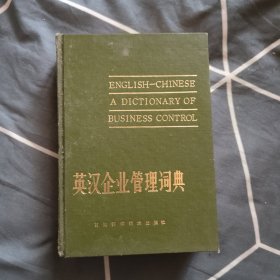 ENGLISH-CHINESE
A DICTIONARY OF
BUSINESS CONTROL
英汉企业管理词典